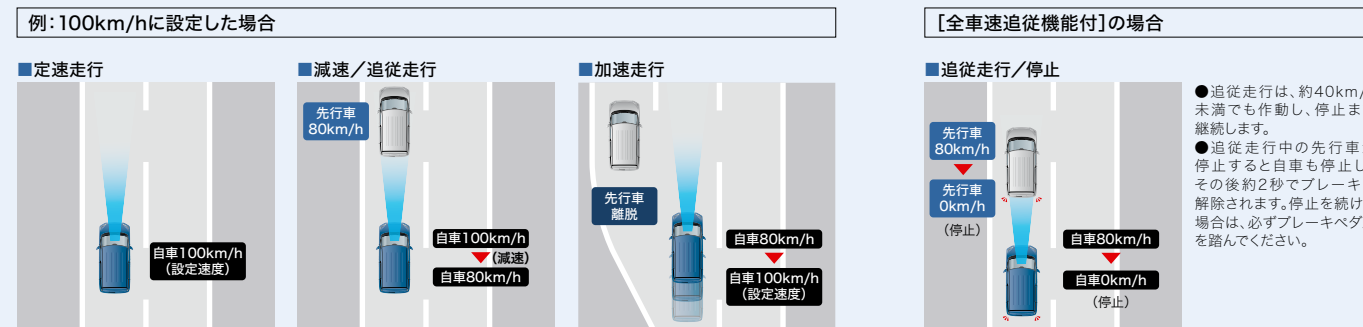 例：100km/hに設定した場合
■定速走行
自車100km/h
（設定速度）
■減速／追従走行
先行車
80km/h
自車100km/h
（減速）
自車80km/h
■加速走行
先行車
離脱
自車80km/h
自車100km/h
（設定速度）
［全車速追従機能付］の場合
■追従走行／停止
先行車
80km/h
先行車
0km/h
（停止）
自車80km/h
自車0km/h
（停止）
●追従走行は、約40km/
未満でも作動し、停止ま
継続します。
●追従走行中の先行車
停止すると自車も停止し
その後約2秒でブレーキ
解除されます。停止を続け
場合は、必ずブレーキペダ
を踏んでください。